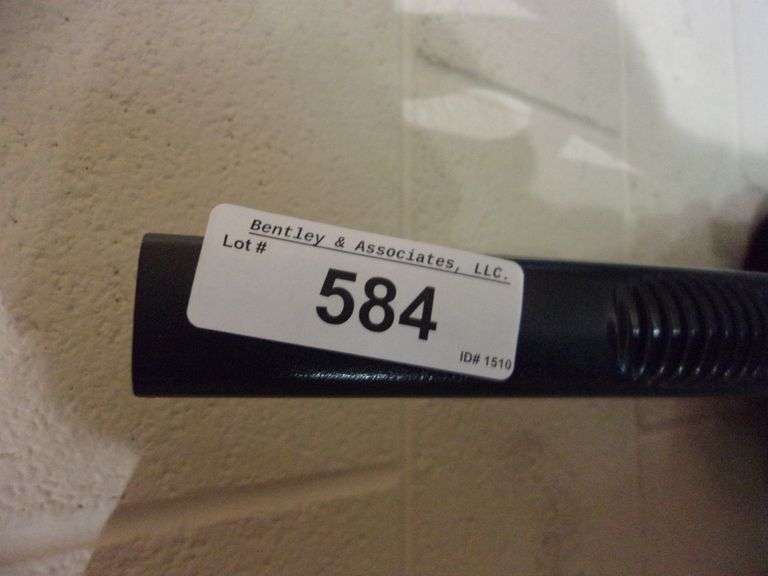 Bentley & Associates, LLC.
Lot #
584
ID# 1510